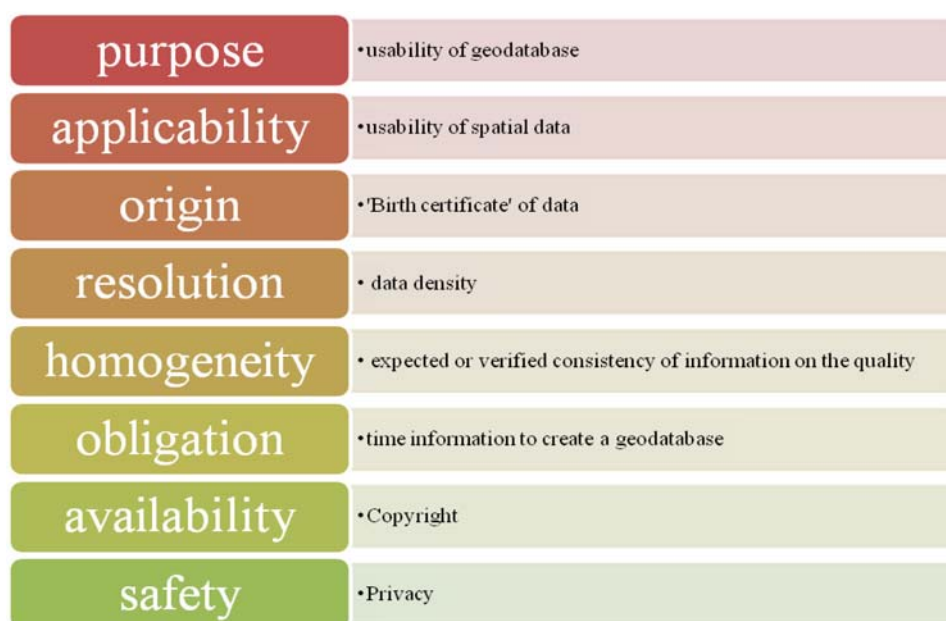 purpose
•usability of geodatabase
applicability
•usability of spatial data
origin
•'Birth certificate' of data
resolution
• data density
homogeneity
• expected or verified consistency of information on the quality
obligation
•time information to create a geodatabase
availability
•Copyright
safety
•Privacy